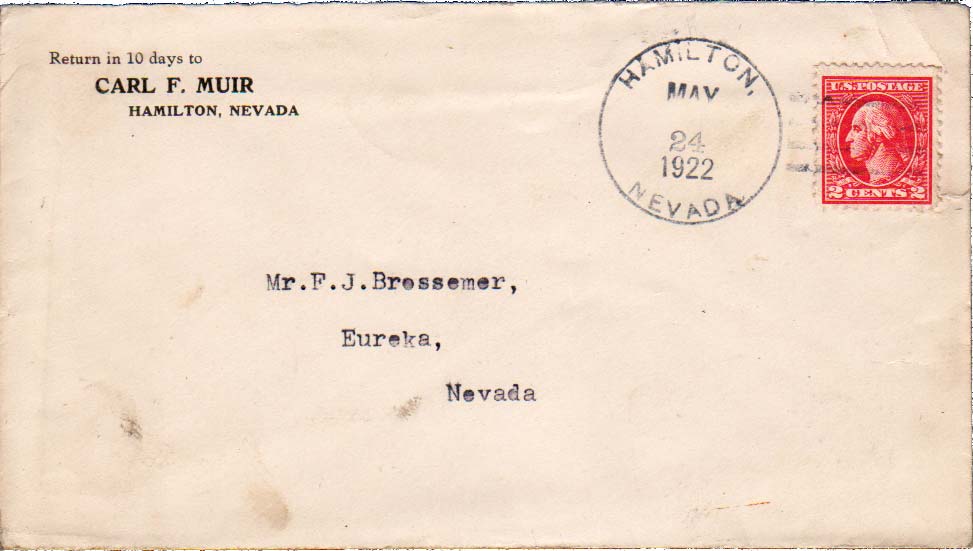 Return in 10 days to
CARL F. MUIR
HAMILTON, NEVADA
HAMILTON,
MAY
24
1922
NEVADA
U.S. POSTAGE
2 CENTS 2
Mr.F.J.Brossemer,
Eureka,
Nevada